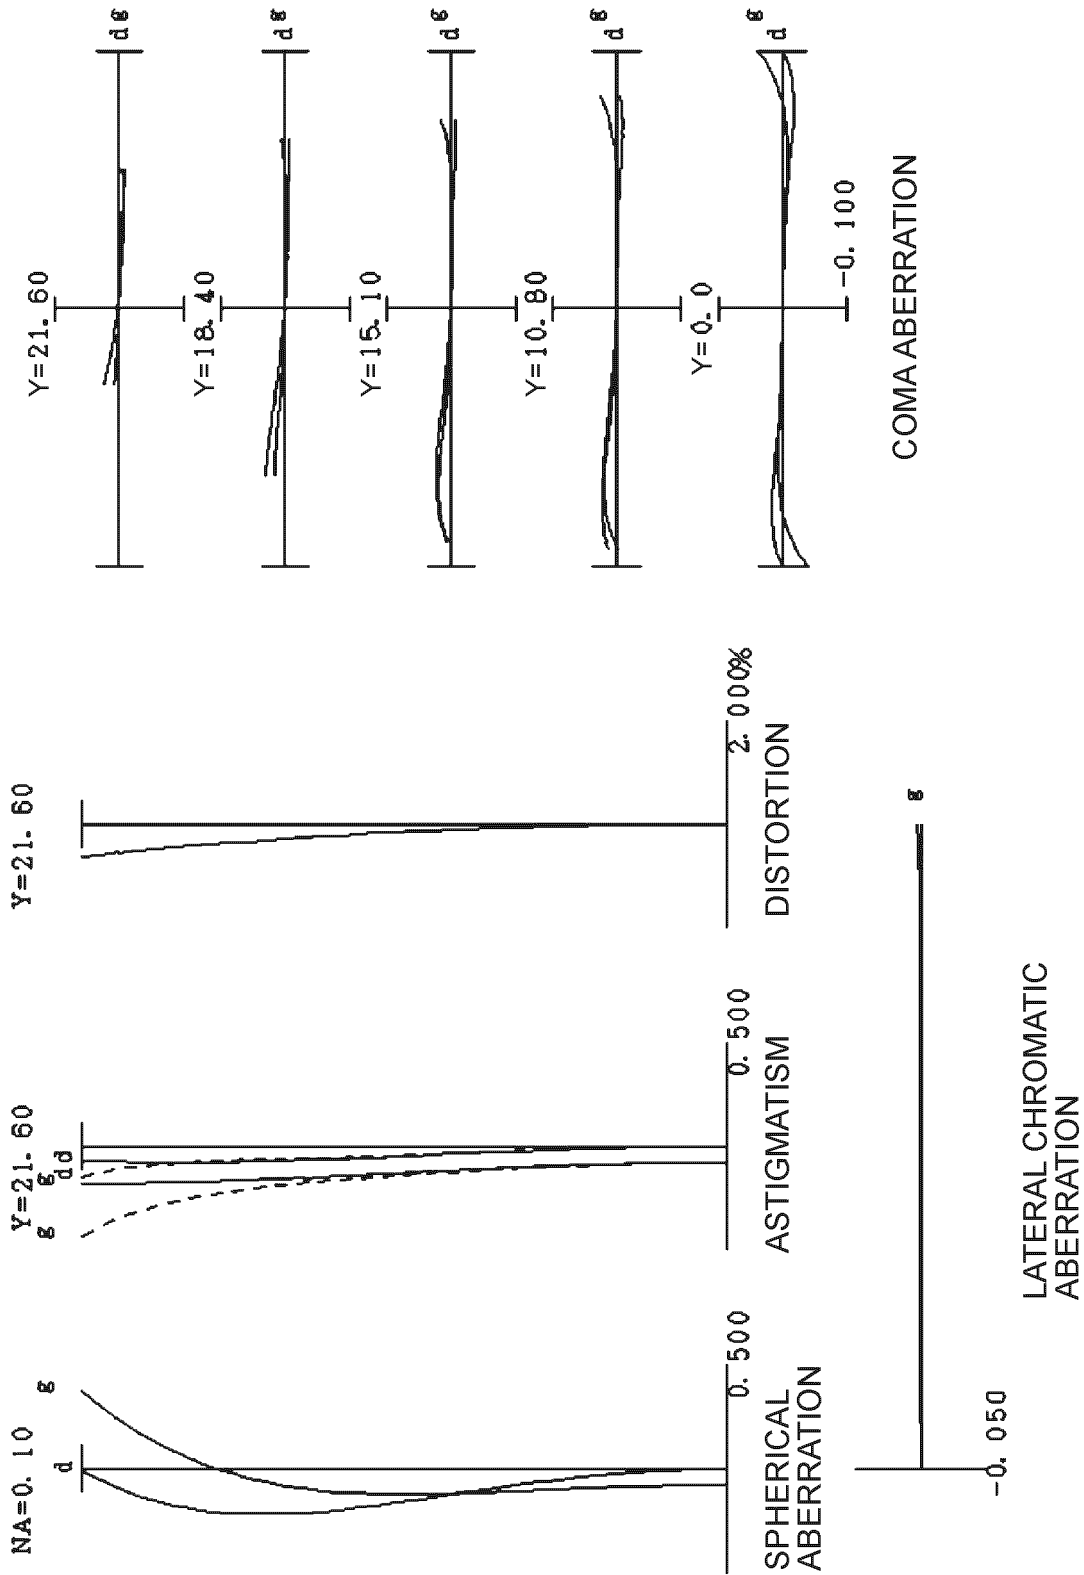 NA=0. 10
d
g
0. 500
SPHERICAL
ABERRATION
Y=21. 60
g
g
d
d
0. 500
ASTIGMATISM
Y=21. 60
2. 000%
DISTORTION
Y=21. 60
d
g
Y=18. 40
d
g
Y=15. 10
d
g
Y=10. 80
d
g
Y=0. 0
d
g
-0. 100
COMA ABERRATION
g
-0. 050
LATERAL CHROMATIC
ABERRATION